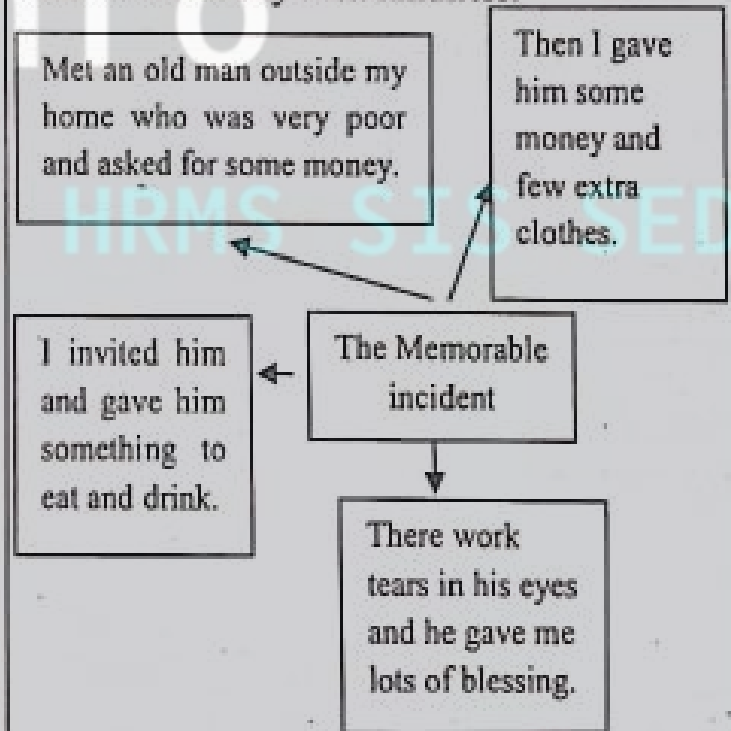 Met an old man outside my
home who was very poor
and asked for some money.
Then I gave
him some
money and
few extra
clothes.
HRMS SIS SED
I invited him
and gave him
something to
eat and drink.
The Memorable
incident
There work
tears in his eyes
and he gave me
lots of blessing.